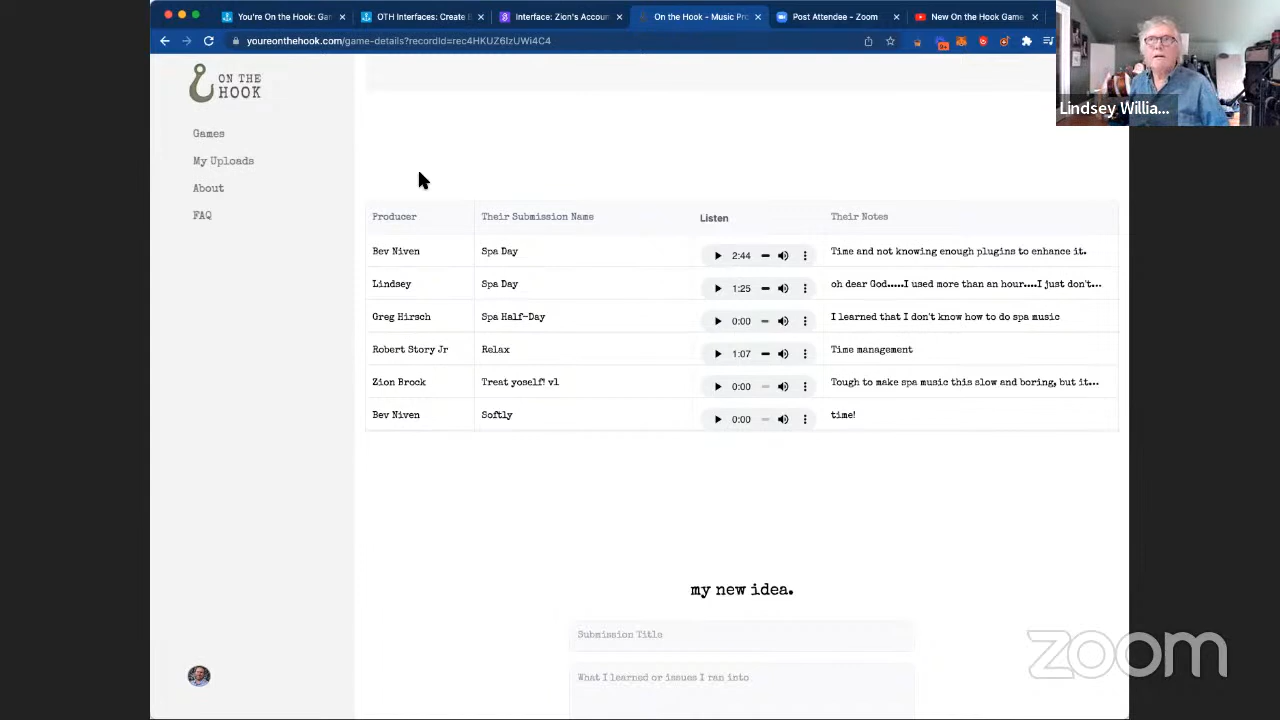 You're On the Hook: Gam
OTH Interfaces: Create B
Interface: Zion's Accoun
On the Hook - Music Pro
Post Attendee - Zoom
New On the Hook Game
youreonthehook.com/game-details?recordId=rec4HKUZ6IzUWi4C4
9+
Lindsey Willia...
ON THE
HOOK
Games
My Uploads
About
FAQ
Producer Their Submission Name Listen Their Notes
Bev Niven Spa Day 2:44 Time and not knowing enough plugins to enhance it.
Lindsey Spa Day 1:25 oh dear God.....I used more than an hour....I just don't...
Greg Hirsch Spa Half-Day 0:00 I learned that I don't know how to do spa music
Robert Story Jr Relax 1:07 Time management
Zion Brock Treat yoself! v1 0:00 Tough to make spa music this slow and boring, but it...
Bev Niven Softly 0:00 time!
my new idea.
Submission Title
What I learned or issues I ran into
zoom